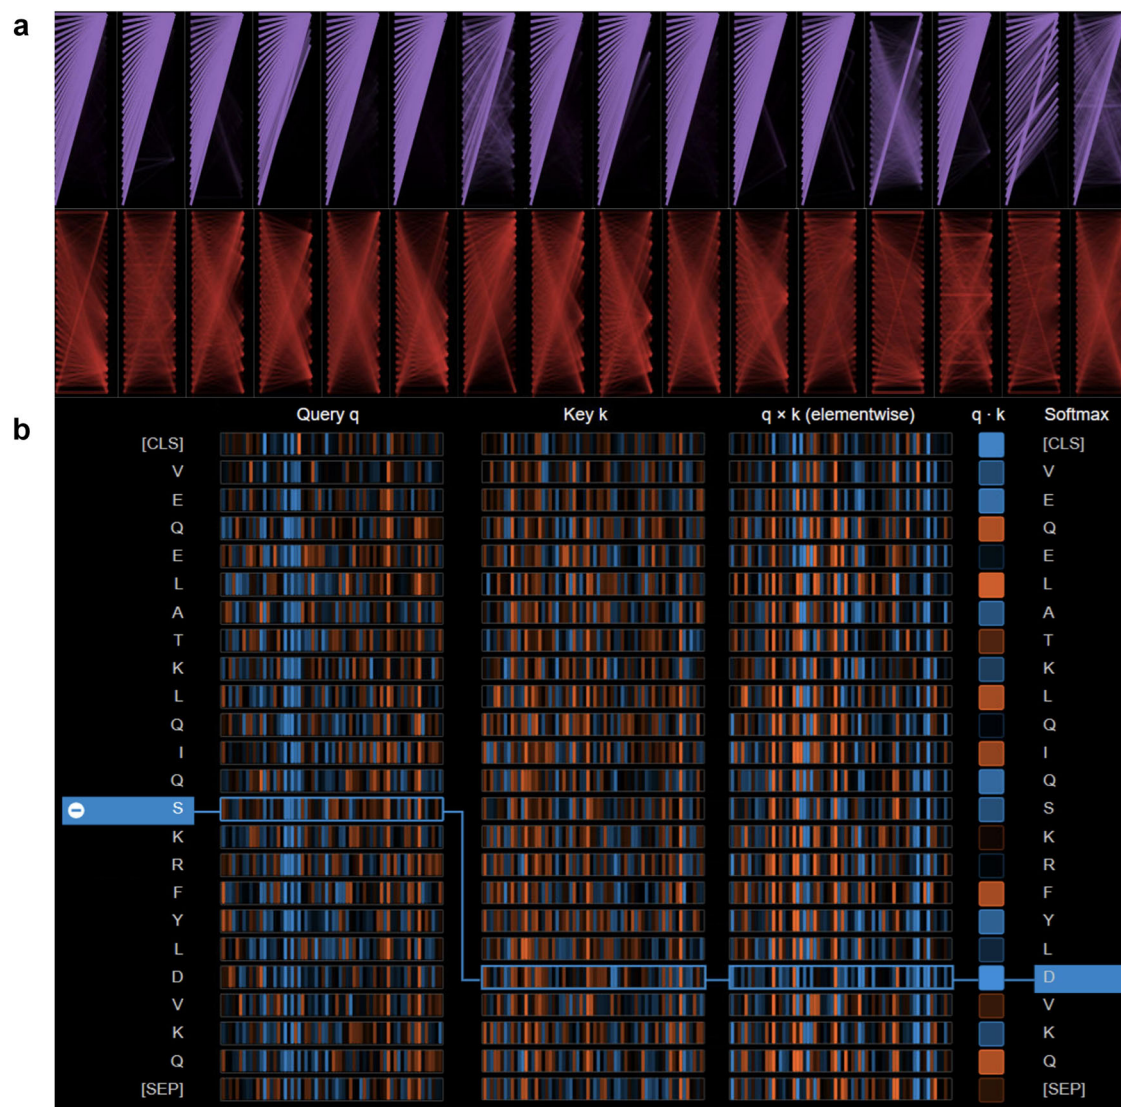 a
b
Query q Key k q × k (elementwise) q · k Softmax
[CLS] [CLS]
V V
E E
Q Q
E E
L L
A A
T T
K K
L L
Q Q
I I
Q Q
S S
K K
R R
F F
Y Y
L L
D D
V V
K K
Q Q
[SEP] [SEP]